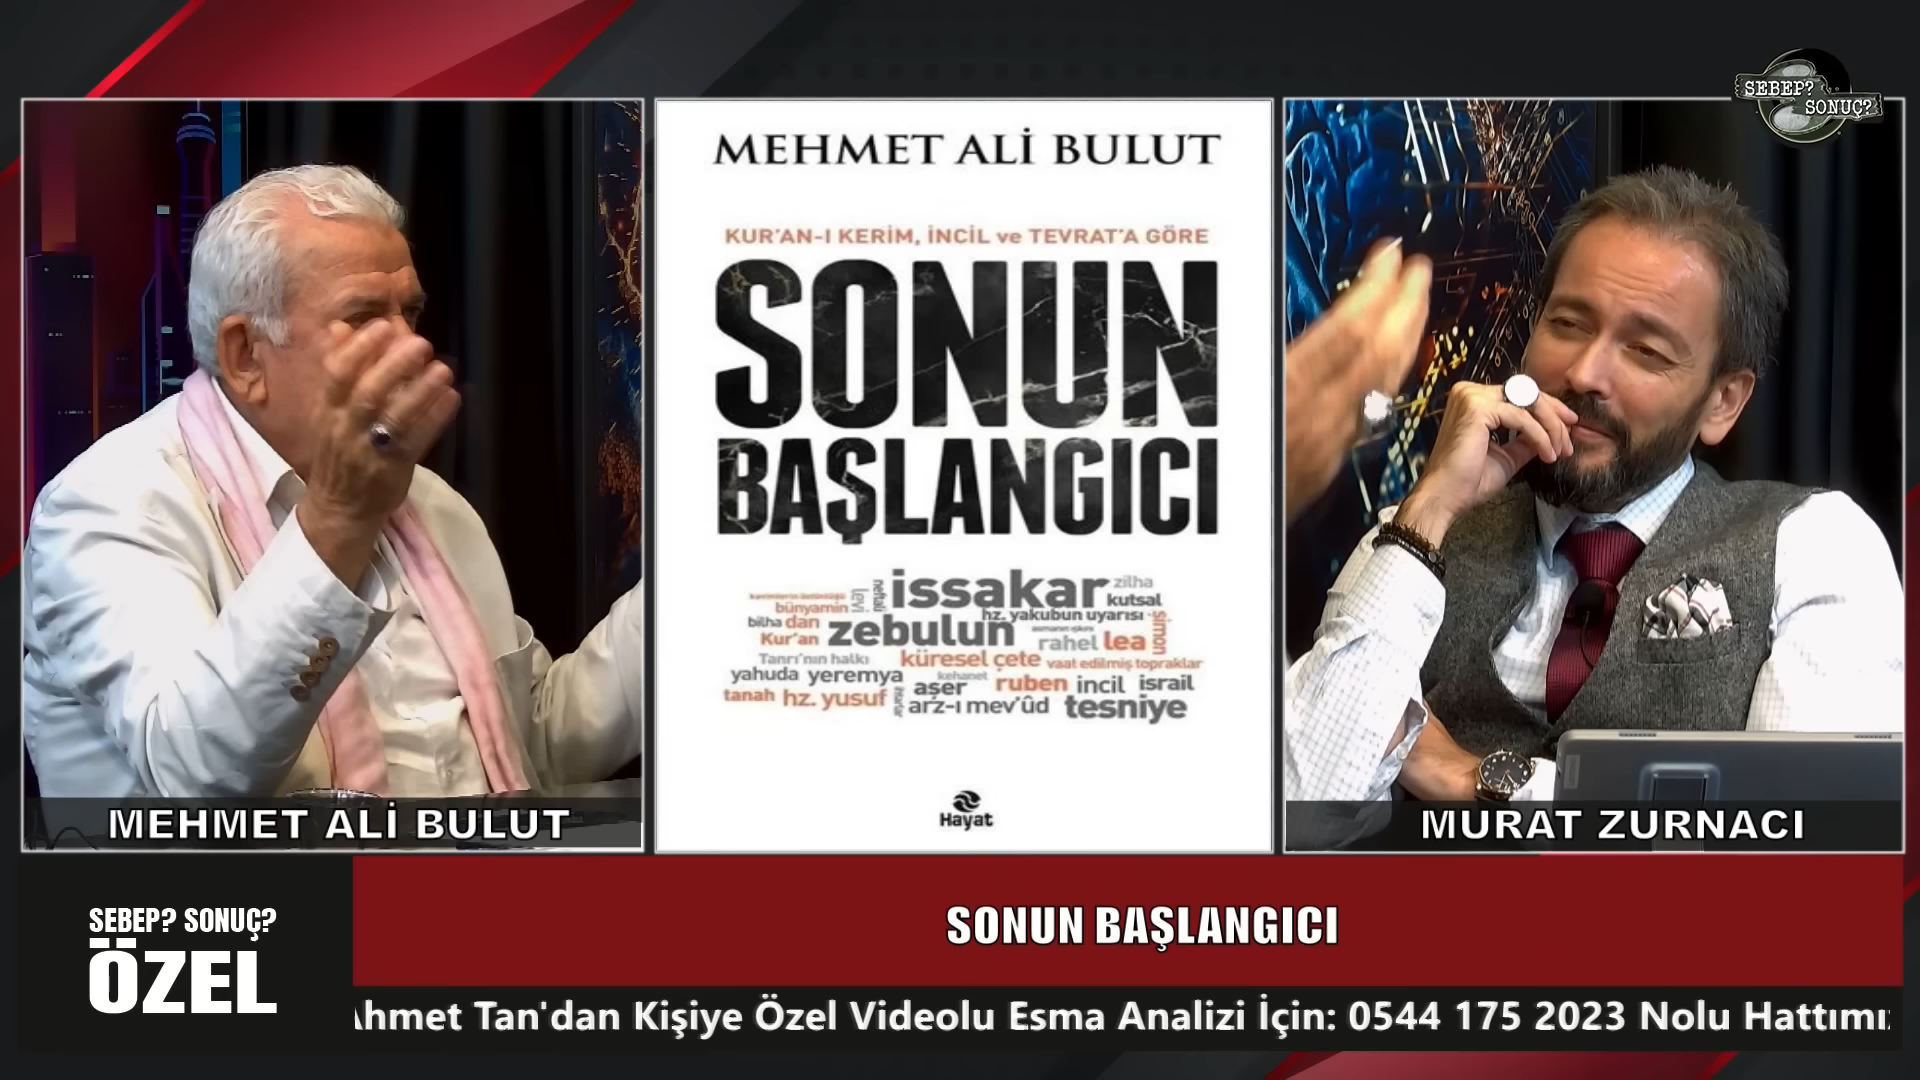 SEBEP?
SONUÇ?
MEHMET ALİ BULUT
KUR'AN-I KERİM, İNCİL ve TEVRAT'A GÖRE
SONUN
BAŞLANGICI
neftali
levi
issakar
zilha
bünyamin
kutsal
hz. yakubun uyarısı
bilha dan
simon
Kur'an
zebulun
rahel lea
Tanrı'nın halkı
küresel çete
vaat edilmiş topraklar
yahuda yeremya
kehanet
aşer
ruben incil israil
tanah hz. yusuf
arz-ı mev'ûd
tesniye
Hayat
MEHMET ALİ BULUT
MURAT ZURNACI
SEBEP? SONUÇ?
ÖZEL
SONUN BAŞLANGICI
Ahmet Tan'dan Kişiye Özel Videolu Esma Analizi İçin: 0544 175 2023 Nolu Hattımı